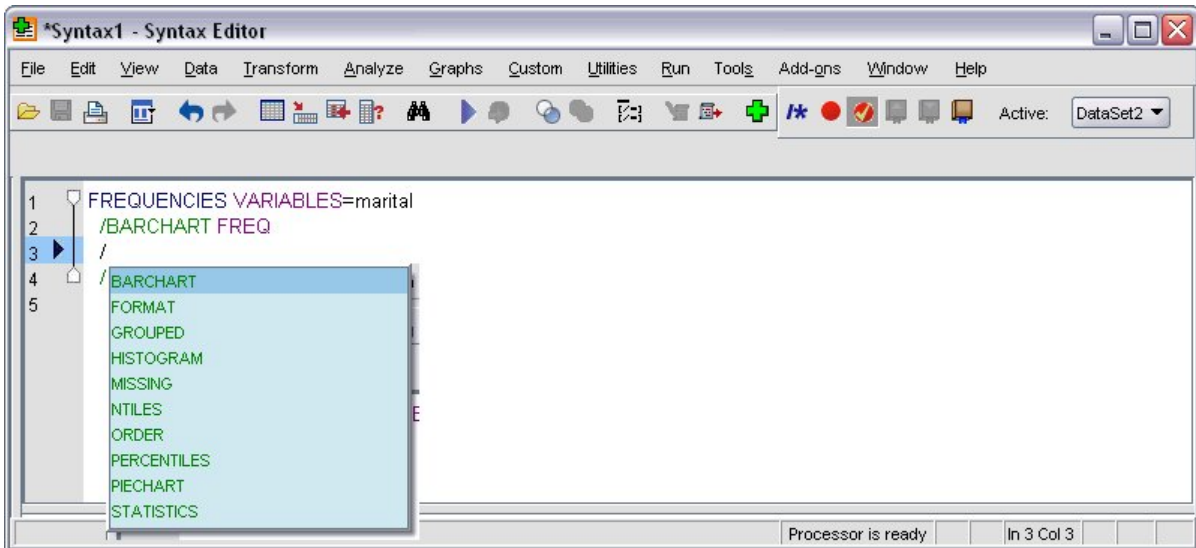 *Syntax1 - Syntax Editor
File Edit View Data Transform Analyze Graphs Custom Utilities Run Tools Add-ons Window Help
Active: DataSet2
1 FREQUENCIES VARIABLES=marital
2 /BARCHART FREQ
3 /
4 /
5
BARCHART
FORMAT
GROUPED
HISTOGRAM
MISSING
NTILES
ORDER
PERCENTILES
PIECHART
STATISTICS
Processor is ready In 3 Col 3